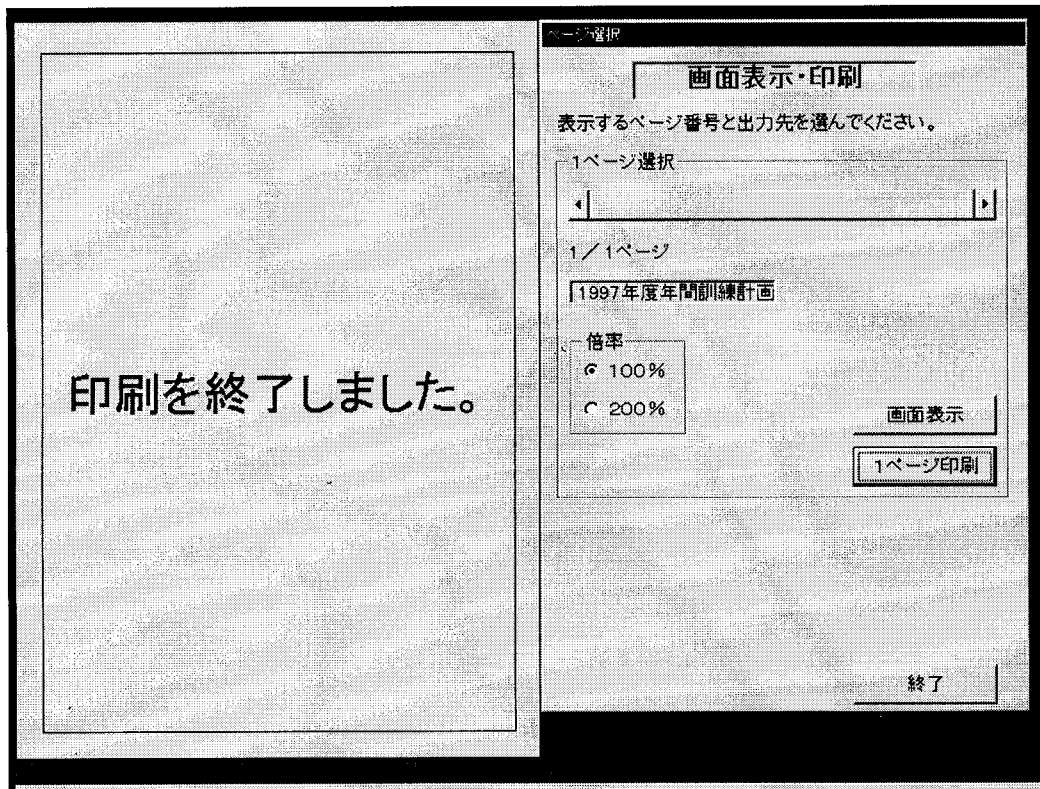 印刷を終了しました。
ページ選択
画面表示・印刷
表示するページ番号と出力先を選んでください。
1ページ選択
1／1ページ
1997年度年間訓練計画
倍率
100%
200%
画面表示
1ページ印刷
終了